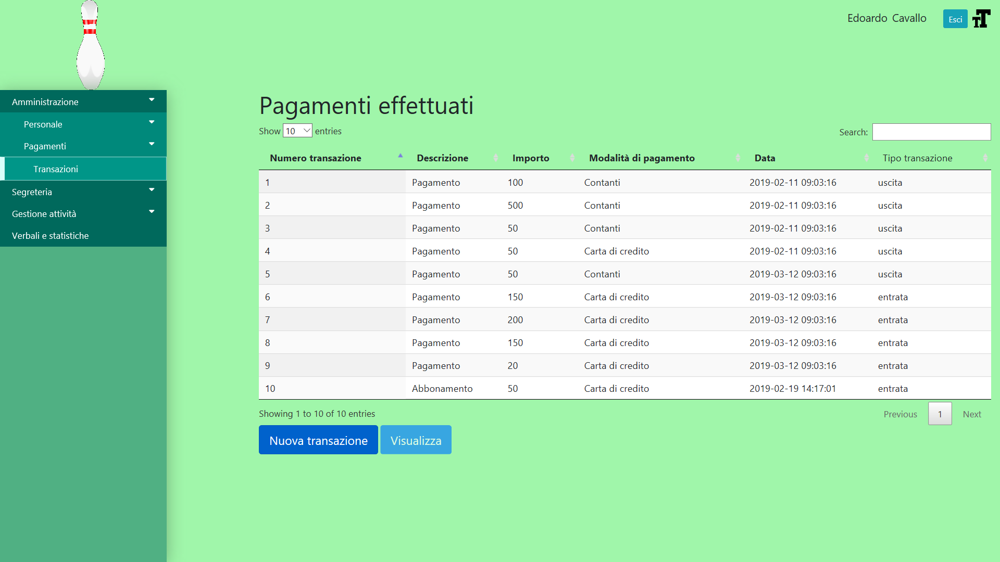 Edoardo Cavallo Esci
Amministrazione
Personale
Pagamenti
Transazioni
Segreteria
Gestione attività
Verbali e statistiche
Pagamenti effettuati
Show 10 entries Search:
Numero transazione Descrizione Importo Modalità di pagamento Data Tipo transazione
1 Pagamento 100 Contanti 2019-02-11 09:03:16 uscita
2 Pagamento 500 Contanti 2019-02-11 09:03:16 uscita
3 Pagamento 50 Contanti 2019-02-11 09:03:16 uscita
4 Pagamento 50 Carta di credito 2019-02-11 09:03:16 uscita
5 Pagamento 50 Contanti 2019-03-12 09:03:16 uscita
6 Pagamento 150 Carta di credito 2019-03-12 09:03:16 entrata
7 Pagamento 200 Carta di credito 2019-03-12 09:03:16 entrata
8 Pagamento 150 Carta di credito 2019-03-12 09:03:16 entrata
9 Pagamento 20 Carta di credito 2019-03-12 09:03:16 entrata
10 Abbonamento 50 Carta di credito 2019-02-19 14:17:01 entrata
Showing 1 to 10 of 10 entries Previous 1 Next
Nuova transazione Visualizza